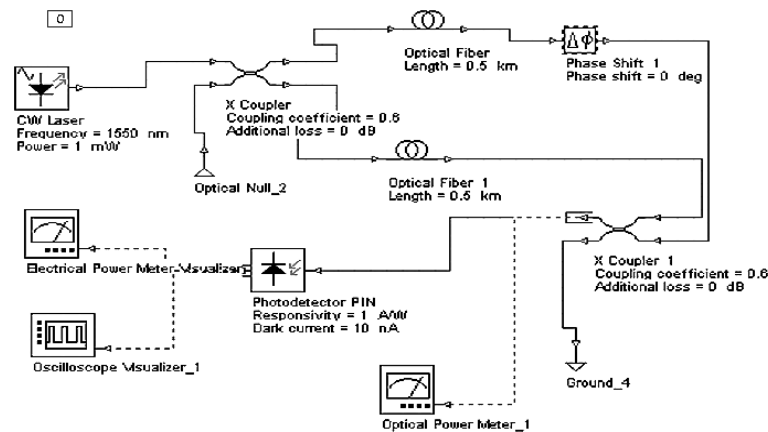 0
Optical Fiber
Length = 0.5 km
Phase Shift 1
Phase shift = 0 deg
CW Laser
Frequency = 1550 nm
Power = 1 mW
X Coupler
Coupling coefficient = 0.6
Additional loss = 0 dB
Optical Null_2
Optical Fiber 1
Length = 0.5 km
X Coupler 1
Coupling coefficient = 0.6
Additional loss = 0 dB
Electrical Power Meter Visualizer
Photodetector PIN
Responsivity = 1 A/W
Dark current = 10 nA
Oscilloscope Visualizer_1
Ground_4
Optical Power Meter_1